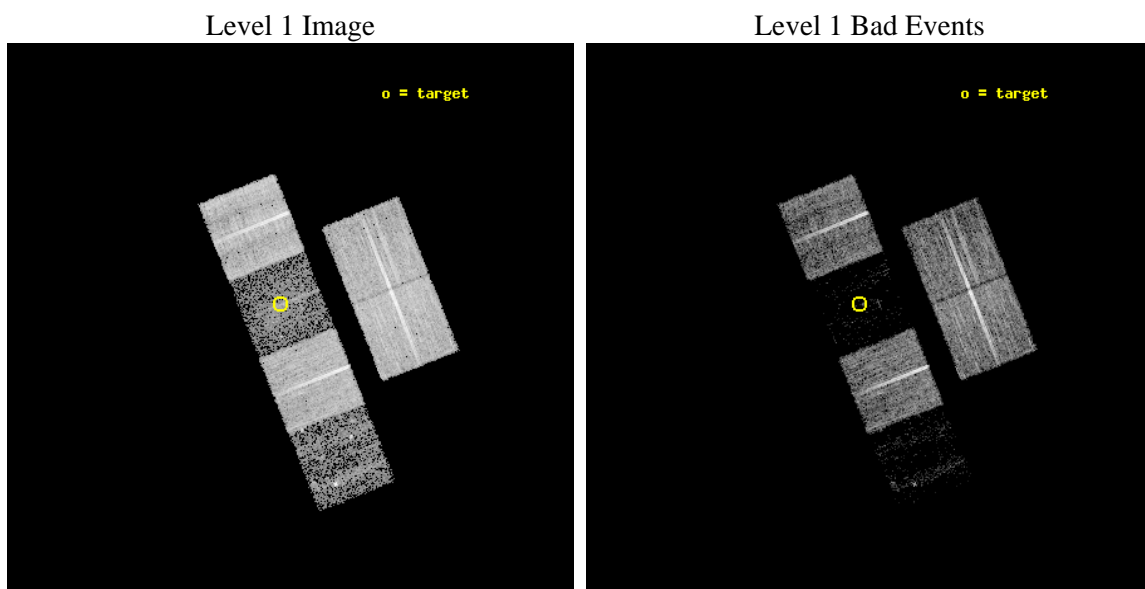 Level 1 Image
Level 1 Bad Events
o = target
o = target